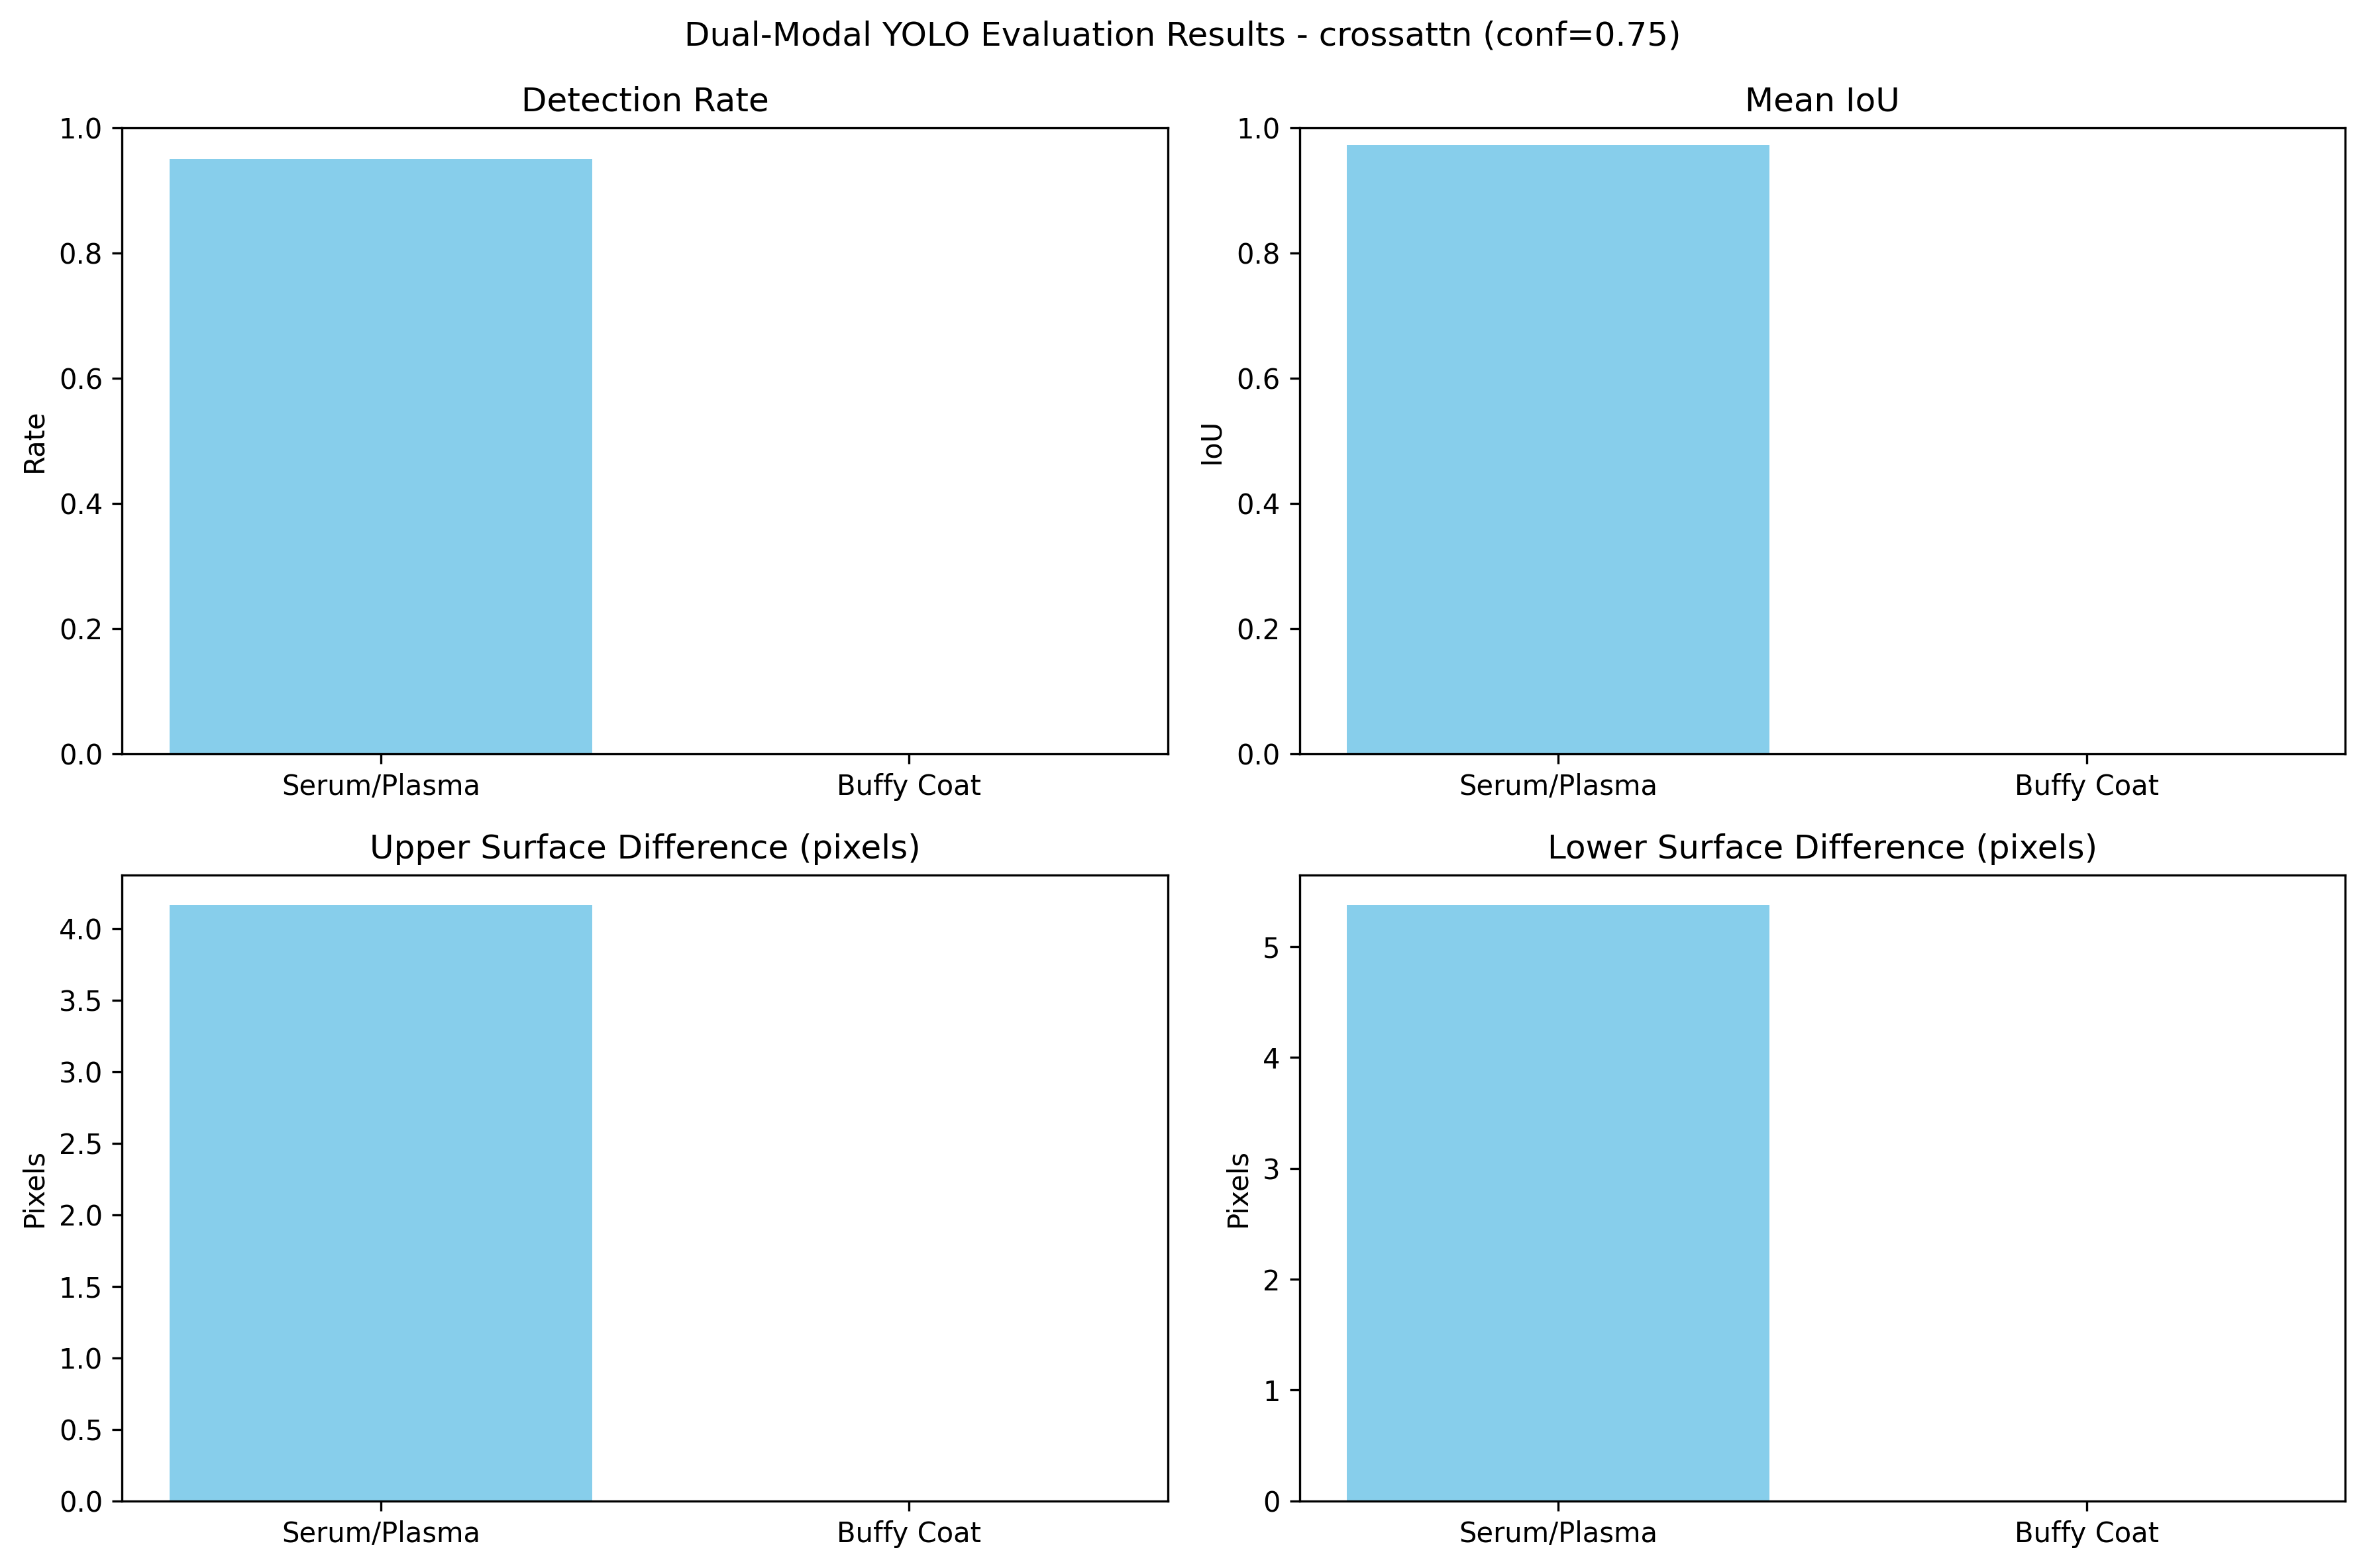 Dual-Modal YOLO Evaluation Results - crossattn (conf=0.75)
Detection Rate
1.0
0.8
0.6
0.4
0.2
0.0
Rate
Serum/Plasma Buffy Coat
Mean IoU
1.0
0.8
0.6
0.4
0.2
0.0
IoU
Serum/Plasma Buffy Coat
Upper Surface Difference (pixels)
4.0
3.5
3.0
2.5
2.0
1.5
1.0
0.5
0.0
Pixels
Serum/Plasma Buffy Coat
Lower Surface Difference (pixels)
5
4
3
2
1
0
Pixels
Serum/Plasma Buffy Coat